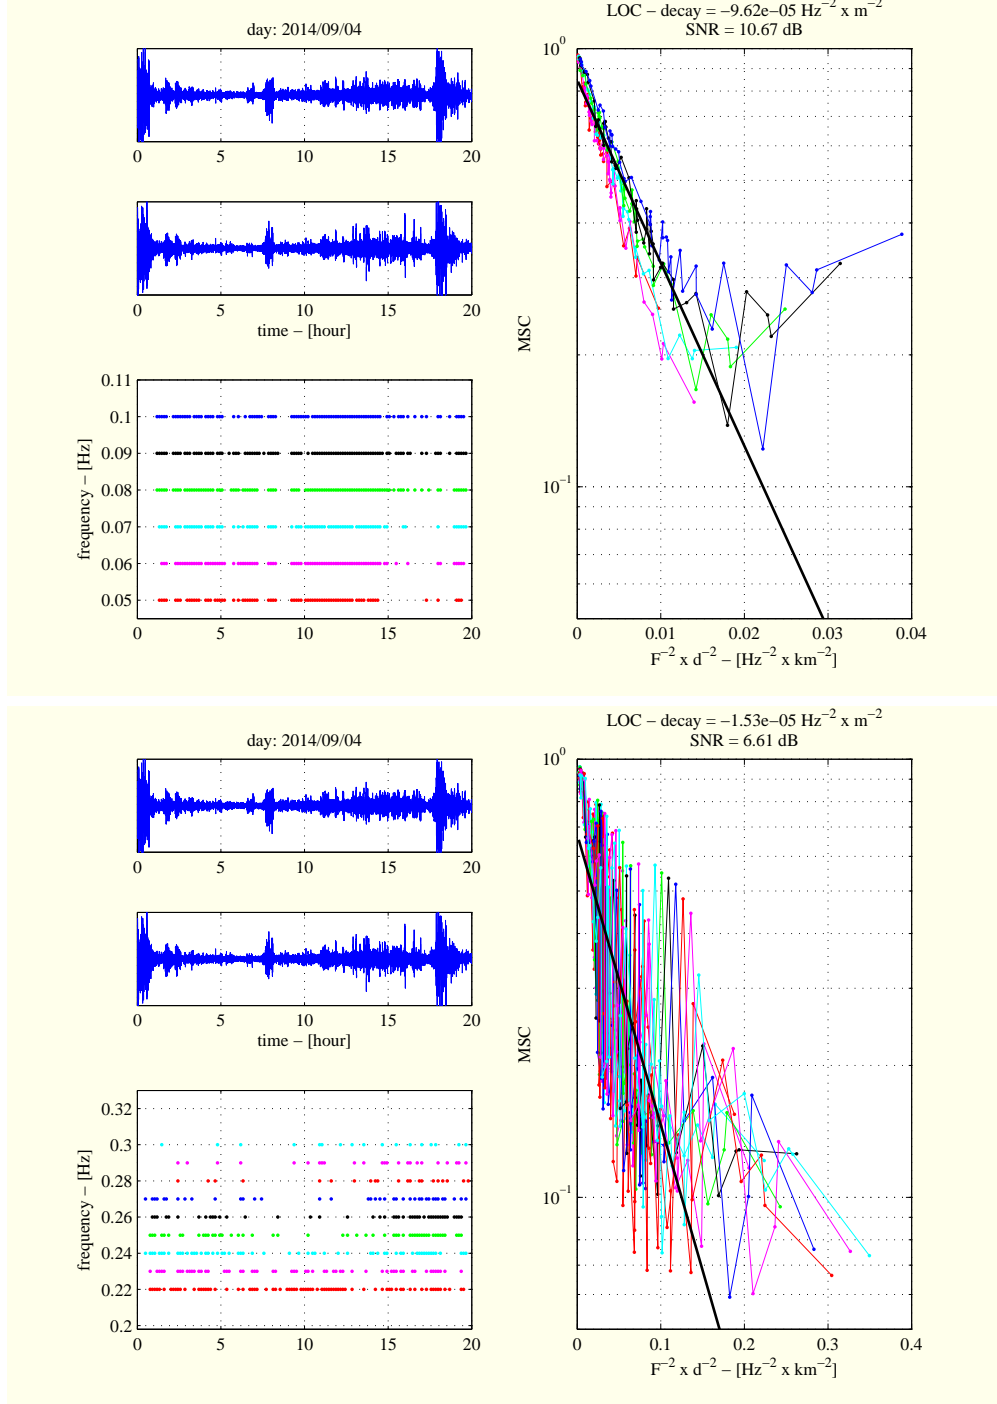 day: 2014/09/04
0 5 10 15 20
0 5 10 15 20
time − [hour]
0.11
0.1
0.09
0.08
0.07
0.06
0.05
frequency − [Hz]
0 5 10 15 20
LOC − decay = −9.62e−05 Hz⁻² x m⁻²
SNR = 10.67 dB
10⁰
10⁻¹
MSC
0 0.01 0.02 0.03 0.04
F⁻² x d⁻² − [Hz⁻² x km⁻²]
day: 2014/09/04
0 5 10 15 20
0 5 10 15 20
time − [hour]
0.32
0.3
0.28
0.26
0.24
0.22
0.2
frequency − [Hz]
0 5 10 15 20
LOC − decay = −1.53e−05 Hz⁻² x m⁻²
SNR = 6.61 dB
10⁰
10⁻¹
MSC
0 0.1 0.2 0.3 0.4
F⁻² x d⁻² − [Hz⁻² x km⁻²]